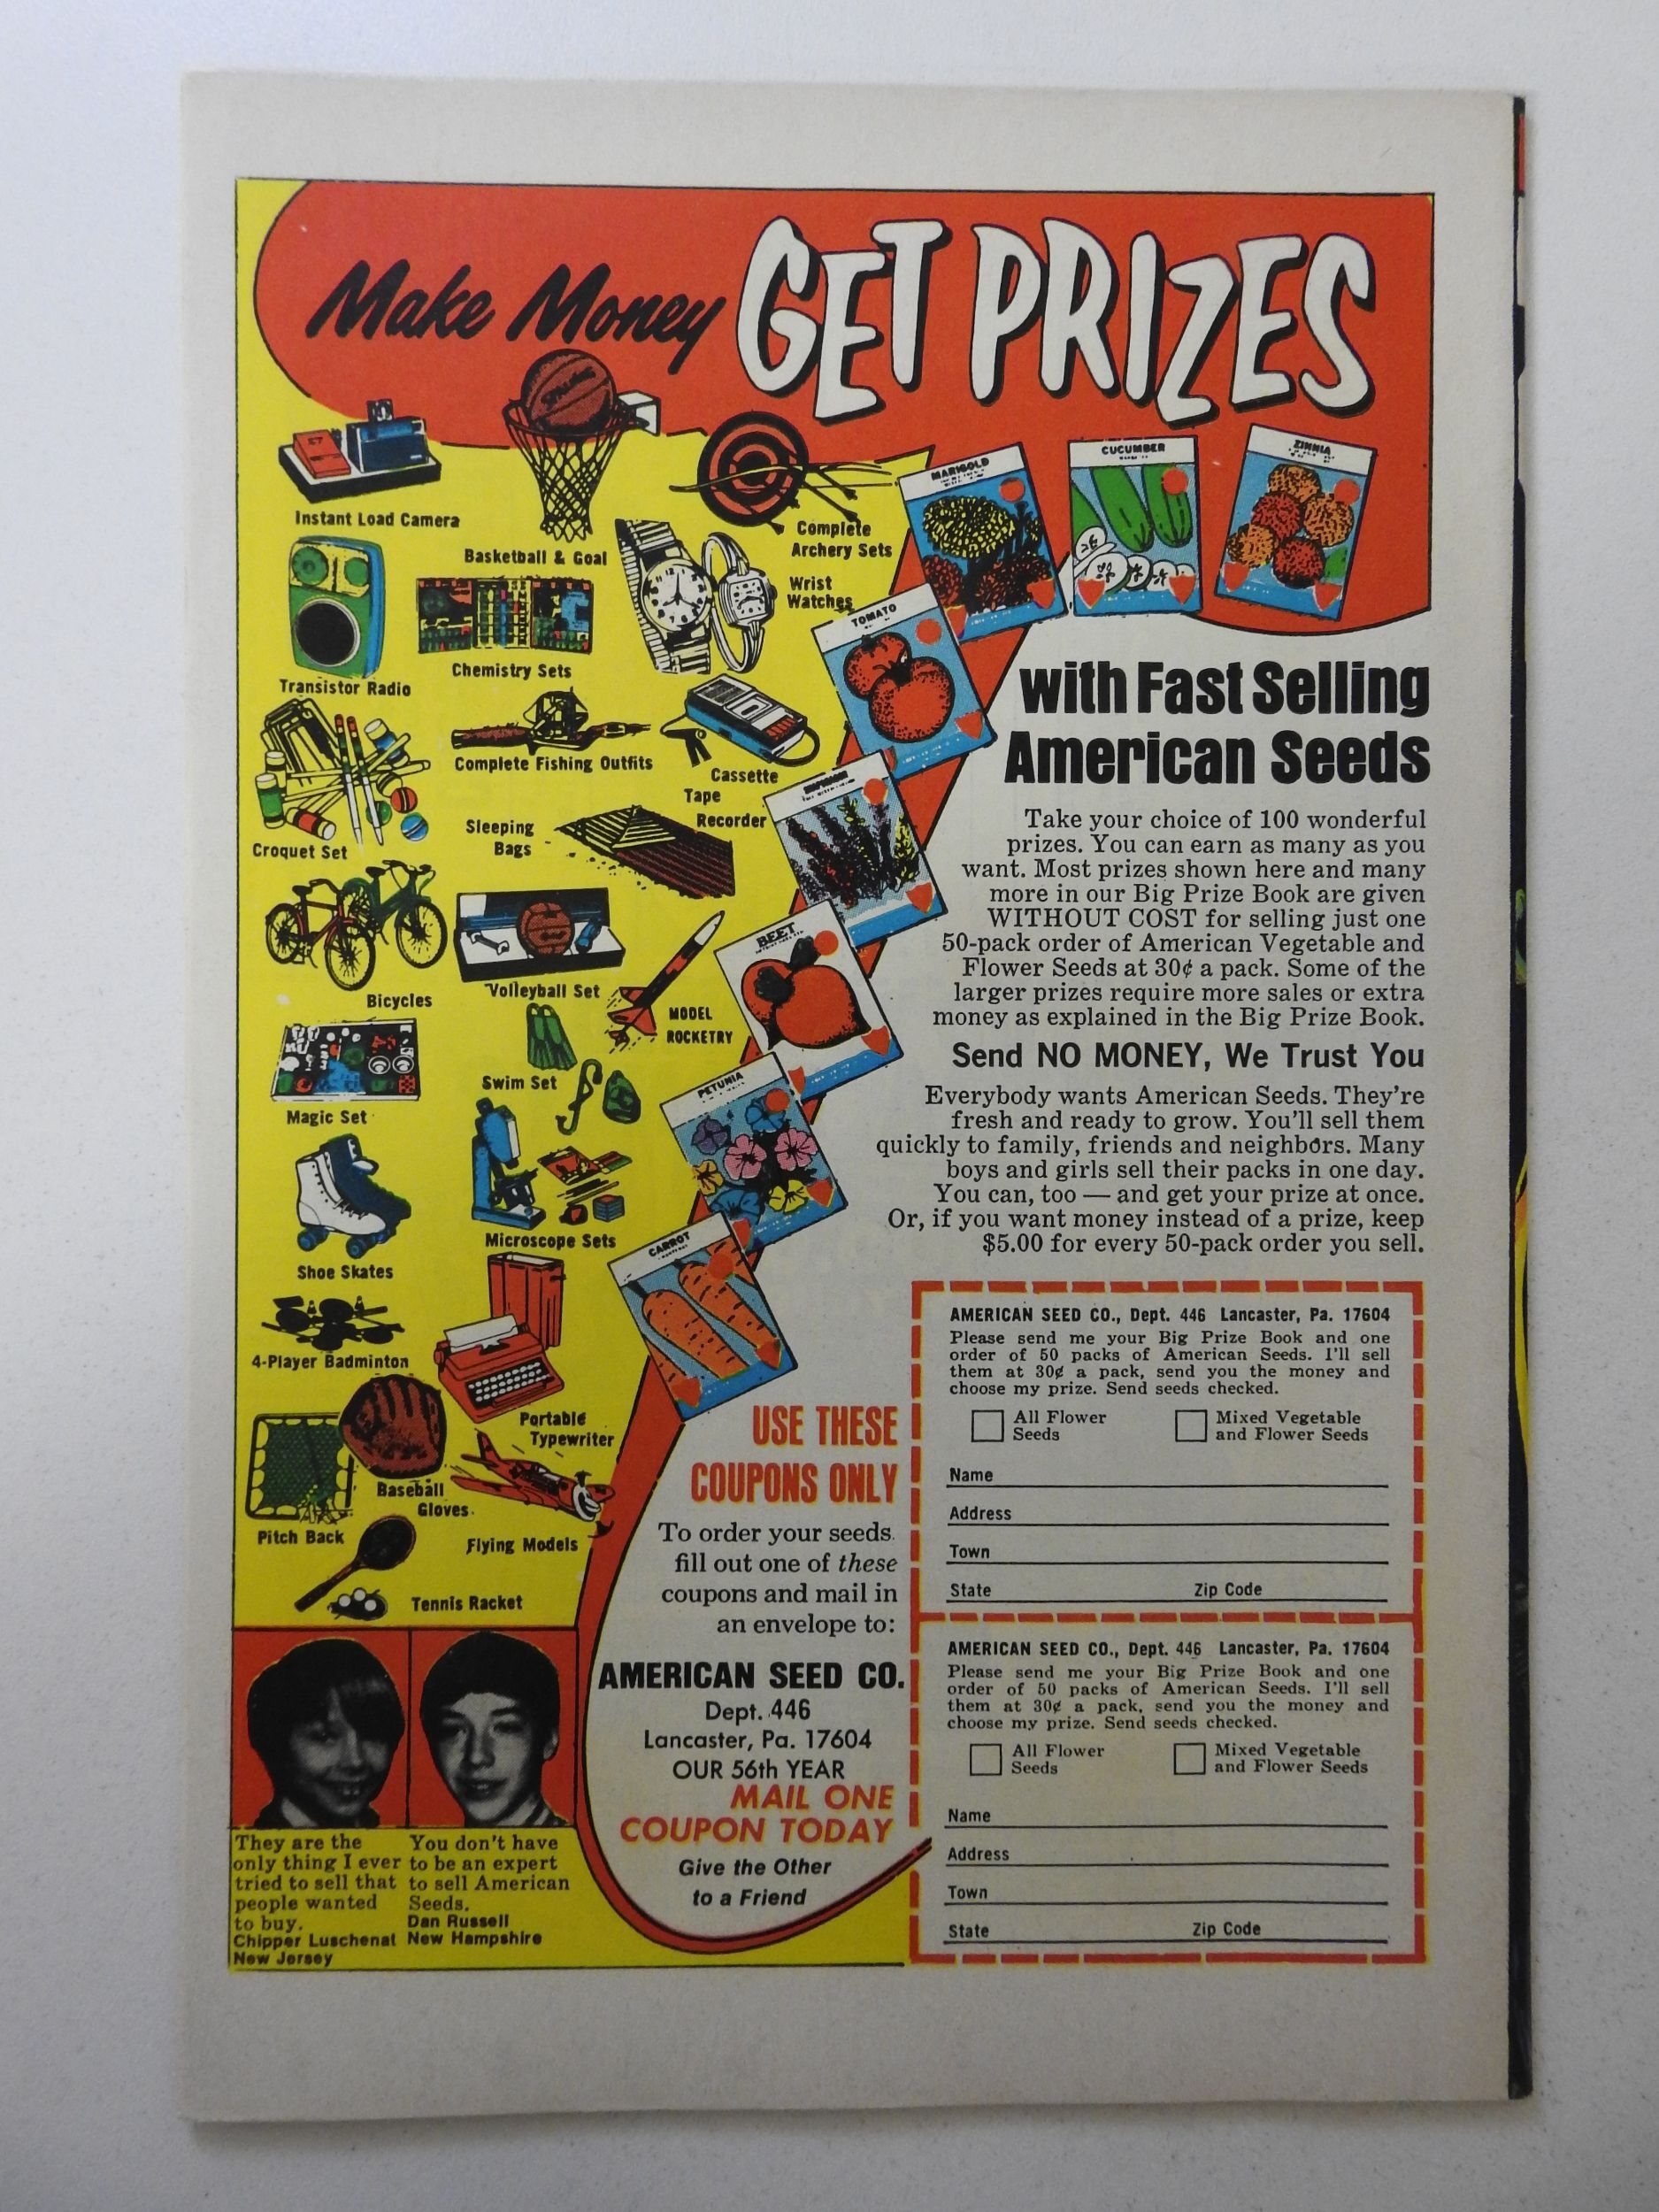 Make Money GET PRIZES
Instant Load Camera
Basketball & Goal
Complete
Archery Sets
Transistor Radio
Chemistry Sets
Wrist
Watches
Croquet Set
Complete Fishing Outfits
Cassette
Tape
Recorder
Sleeping
Bags
Bicycles
Volleyball Set
MODEL
ROCKETRY
Magic Set
Swim Set
Shoe Skates
Microscope Sets
4-Player Badminton
Portable
Typewriter
Pitch Back
Baseball
Gloves
Flying Models
Tennis Racket
MARIGOLD
CUCUMBER
ZINNIA
TOMATO
BEET
PETUNIA
CARROT
with Fast Selling
American Seeds
Take your choice of 100 wonderful
prizes. You can earn as many as you
want. Most prizes shown here and many
more in our Big Prize Book are given
WITHOUT COST for selling just one
50-pack order of American Vegetable and
Flower Seeds at 30¢ a pack. Some of the
larger prizes require more sales or extra
money as explained in the Big Prize Book.
Send NO MONEY, We Trust You
Everybody wants American Seeds. They're
fresh and ready to grow. You'll sell them
quickly to family, friends and neighbors. Many
boys and girls sell their packs in one day.
You can, too — and get your prize at once.
Or, if you want money instead of a prize, keep
$5.00 for every 50-pack order you sell.
USE THESE
COUPONS ONLY
To order your seeds
fill out one of these
coupons and mail in
an envelope to:
AMERICAN SEED CO.
Dept. 446
Lancaster, Pa. 17604
OUR 56th YEAR
MAIL ONE
COUPON TODAY
Give the Other
to a Friend
AMERICAN SEED CO., Dept. 446 Lancaster, Pa. 17604
Please send me your Big Prize Book and one
order of 50 packs of American Seeds. I'll sell
them at 30¢ a pack, send you the money and
choose my prize. Send seeds checked.
All Flower
Seeds
Mixed Vegetable
and Flower Seeds
Name
Address
Town
State Zip Code
AMERICAN SEED CO., Dept. 446 Lancaster, Pa. 17604
Please send me your Big Prize Book and one
order of 50 packs of American Seeds. I'll sell
them at 30¢ a pack, send you the money and
choose my prize. Send seeds checked.
All Flower
Seeds
Mixed Vegetable
and Flower Seeds
Name
Address
Town
State Zip Code
They are the
only thing I ever
tried to sell that
people wanted
to buy.
Chipper Luschenat
New Jersey
You don't have
to be an expert
to sell American
Seeds.
Dan Russell
New Hampshire